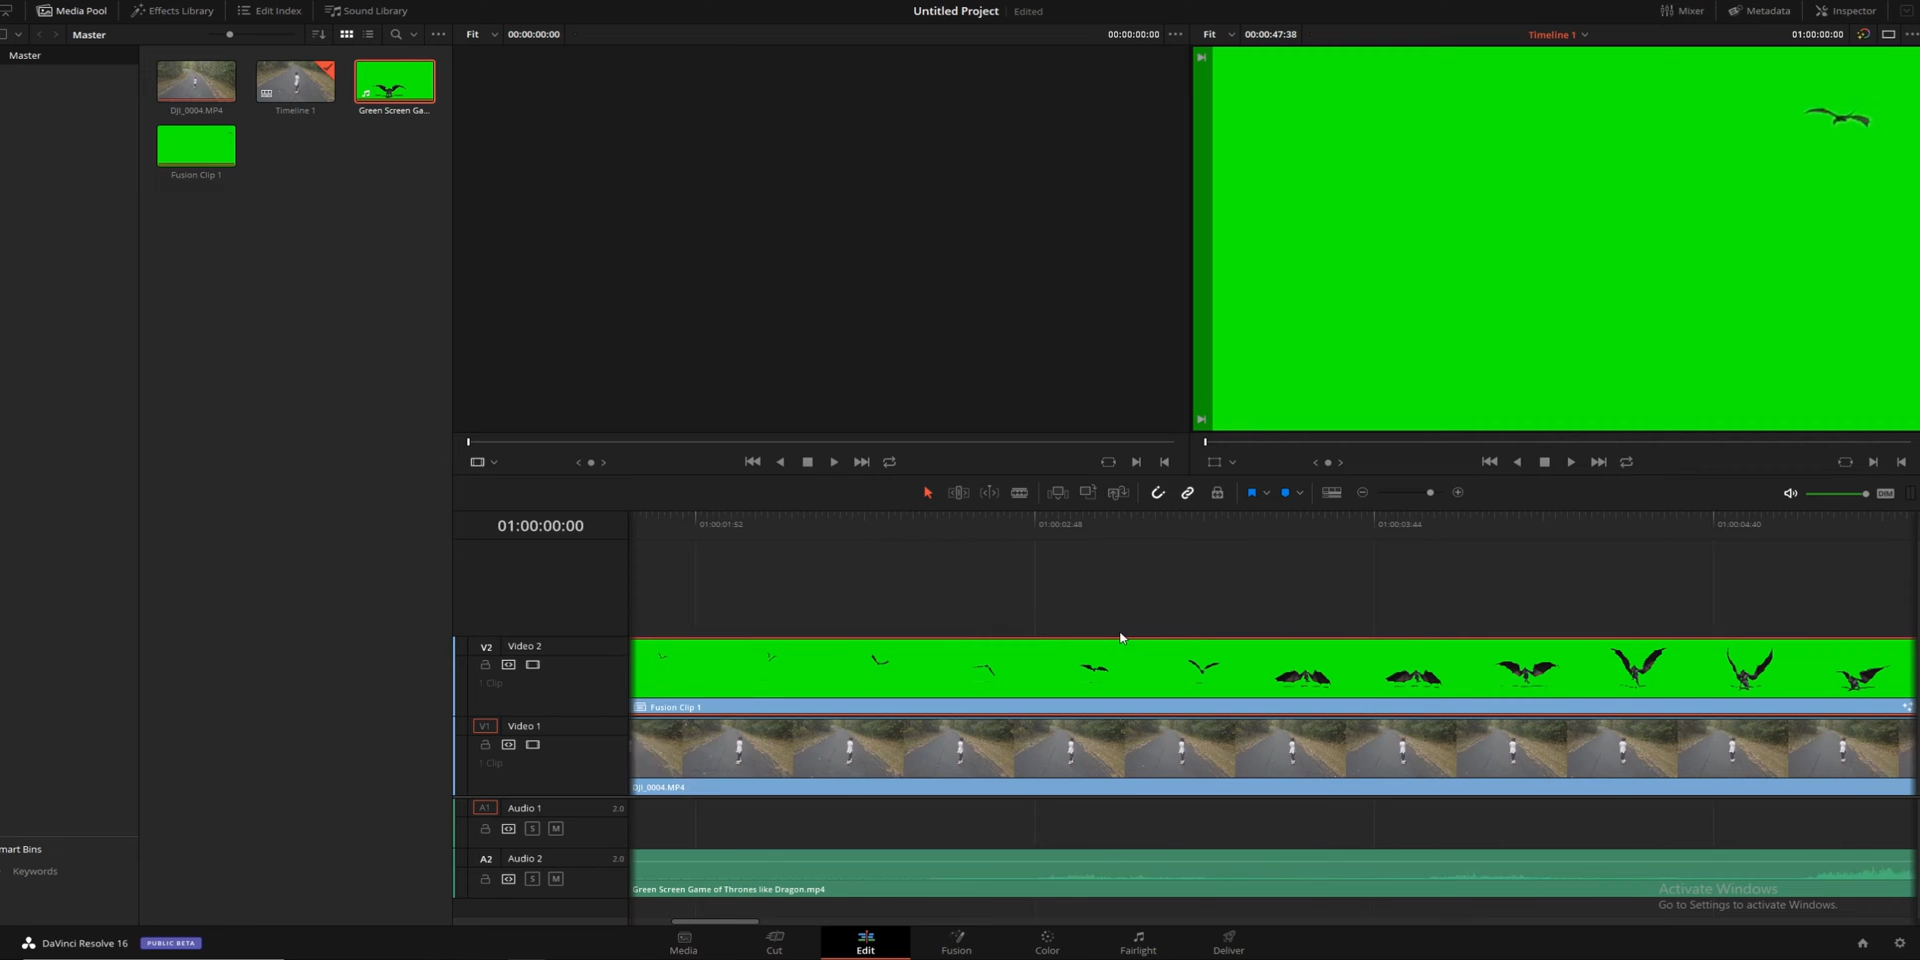 Media Pool
Effects Library
Edit Index
Sound Library
Untitled Project
Edited
Mixer
Metadata
Inspector
Master
Fit
00:00:00:00
00:00:00:00
Fit
00:00:47:38
Timeline 1
01:00:00:00
Master
DJI_0004.MP4
Timeline 1
Green Screen Ga...
Fusion Clip 1
DIM
01:00:00:00
01:00:01:52
01:00:02:48
01:00:03:44
01:00:04:40
V2
Video 2
1 Clip
Fusion Clip 1
V1
Video 1
1 Clip
DJI_0004.MP4
A1
Audio 1
2.0
S
M
A2
Audio 2
2.0
S
M
Green Screen Game of Thrones like Dragon.mp4
mart Bins
Keywords
Activate Windows
Go to Settings to activate Windows.
DaVinci Resolve 16
PUBLIC BETA
Media
Cut
Edit
Fusion
Color
Fairlight
Deliver